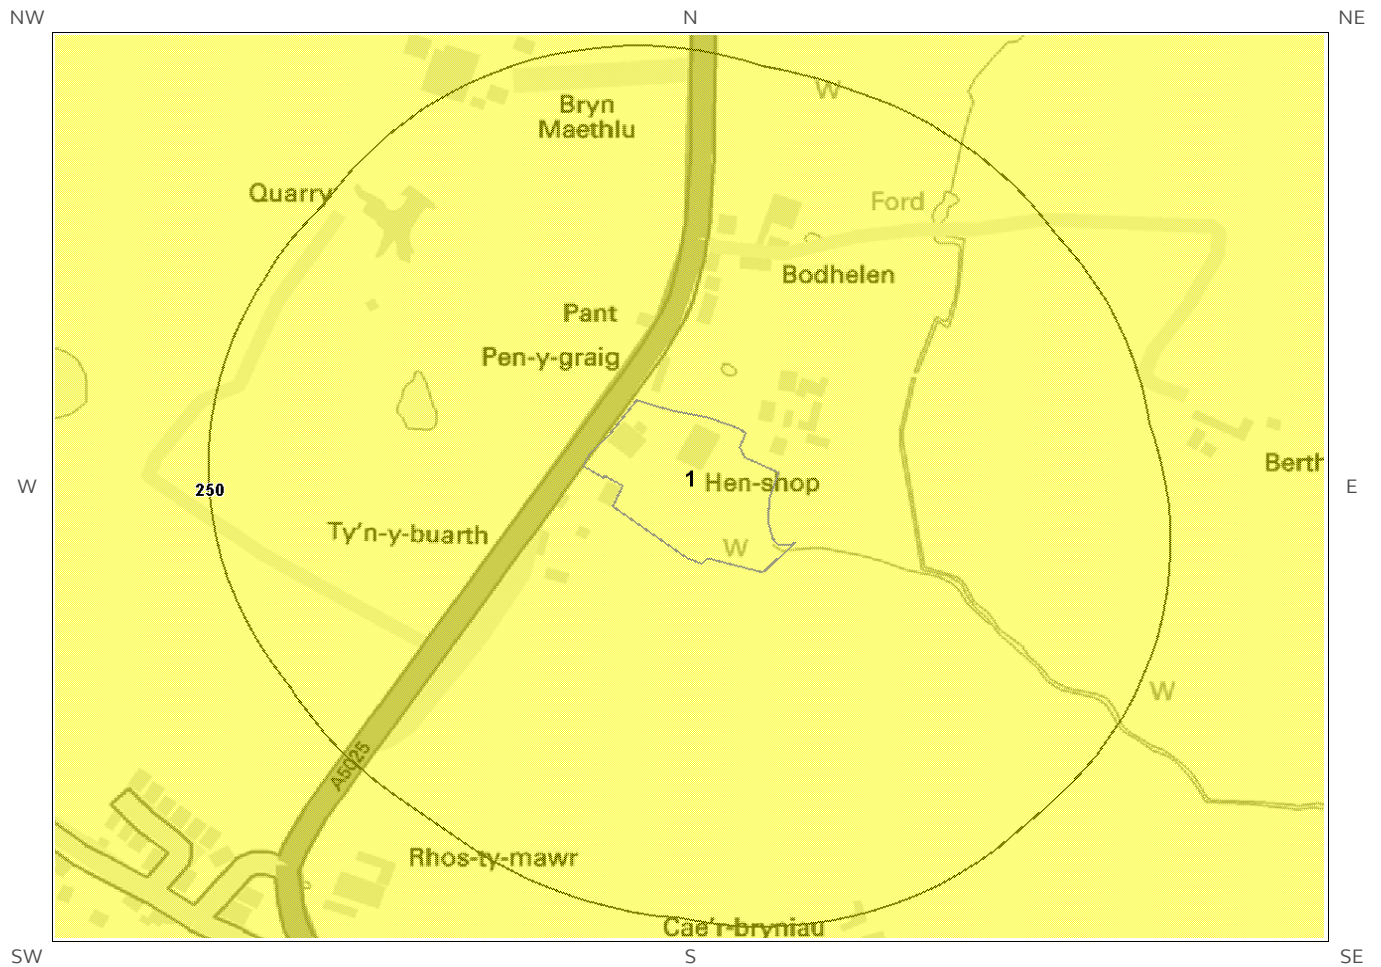 NW
N
NE
W
Bryn
Maethlu
Quarry
Ford
Bodhelen
Pant
Pen-y-graig
Berth
W
250
1 Hen-shop
E
Ty'n-y-buarth
W
W
A5025
Rhos-ty-mawr
Cae'r-bryniau
SW
S
SE